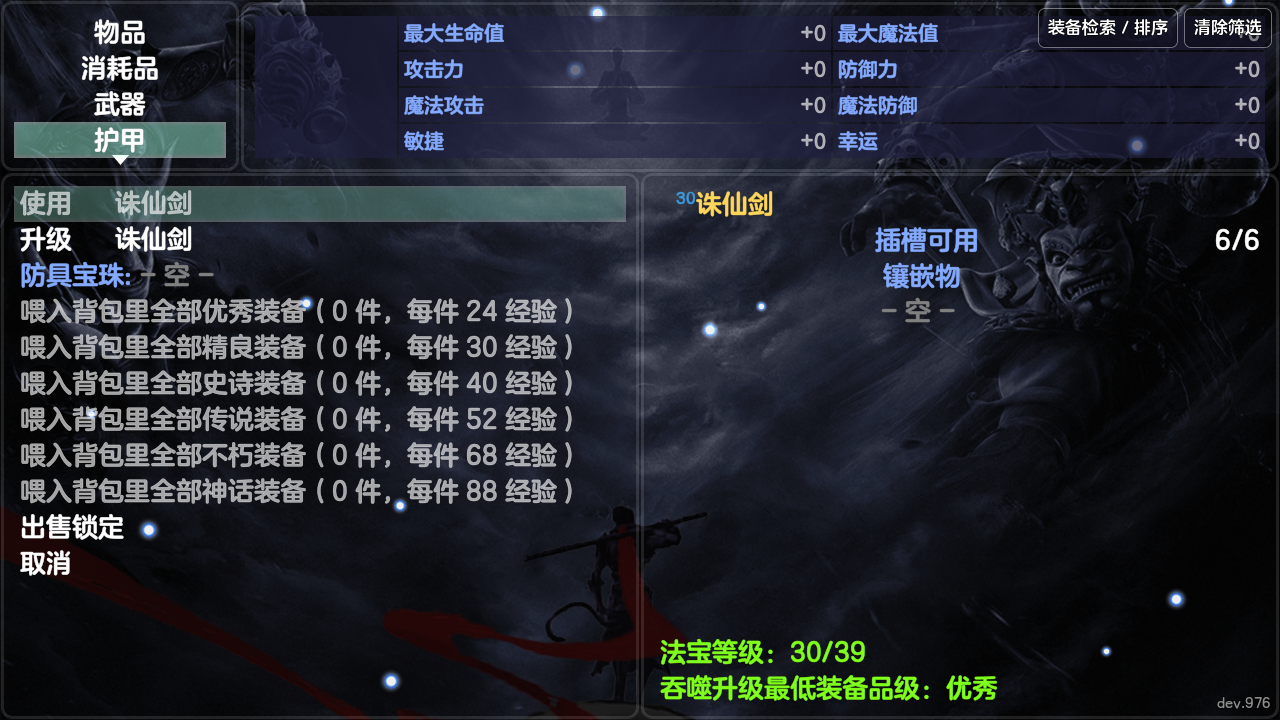 物品
消耗品
武器
护甲
最大生命值 +0 最大魔法值 +0
装备检索 / 排序 清除筛选
攻击力 +0 防御力 +0
魔法攻击 +0 魔法防御 +0
敏捷 +0 幸运 +0
使用 诛仙剑
升级 诛仙剑
防具宝珠: - 空 -
喂入背包里全部优秀装备 ( 0 件，每件 24 经验 )
喂入背包里全部精良装备 ( 0 件，每件 30 经验 )
喂入背包里全部史诗装备 ( 0 件，每件 40 经验 )
喂入背包里全部传说装备 ( 0 件，每件 52 经验 )
喂入背包里全部不朽装备 ( 0 件，每件 68 经验 )
喂入背包里全部神话装备 ( 0 件，每件 88 经验 )
出售锁定
取消
30诛仙剑
插槽可用 6/6
镶嵌物
- 空 -
法宝等级：30/39
吞噬升级最低装备品级：优秀
dev.976